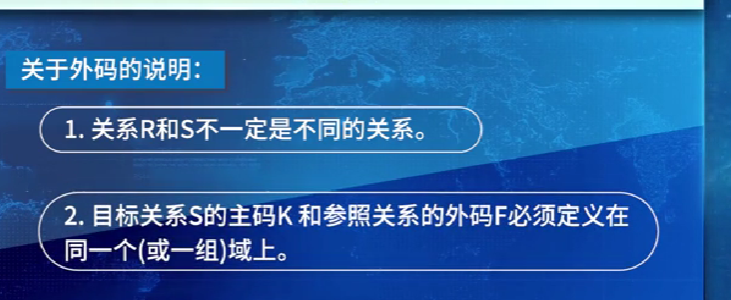 关于外码的说明：
1. 关系R和S不一定是不同的关系。
2. 目标关系S的主码K 和参照关系的外码F必须定义在
同一个(或一组)域上。